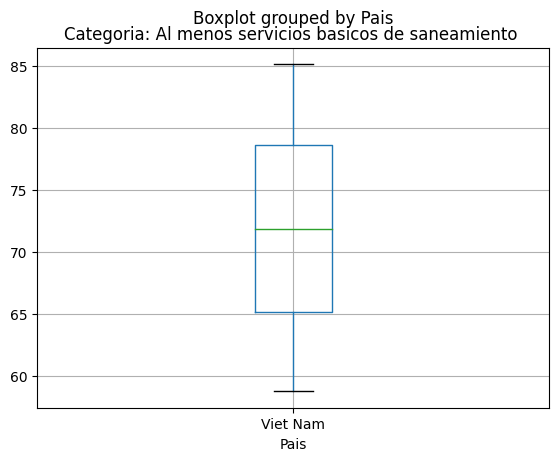 Boxplot grouped by Pais
Categoria: Al menos servicios basicos de saneamiento
85
80
75
70
65
60
Viet Nam
Pais